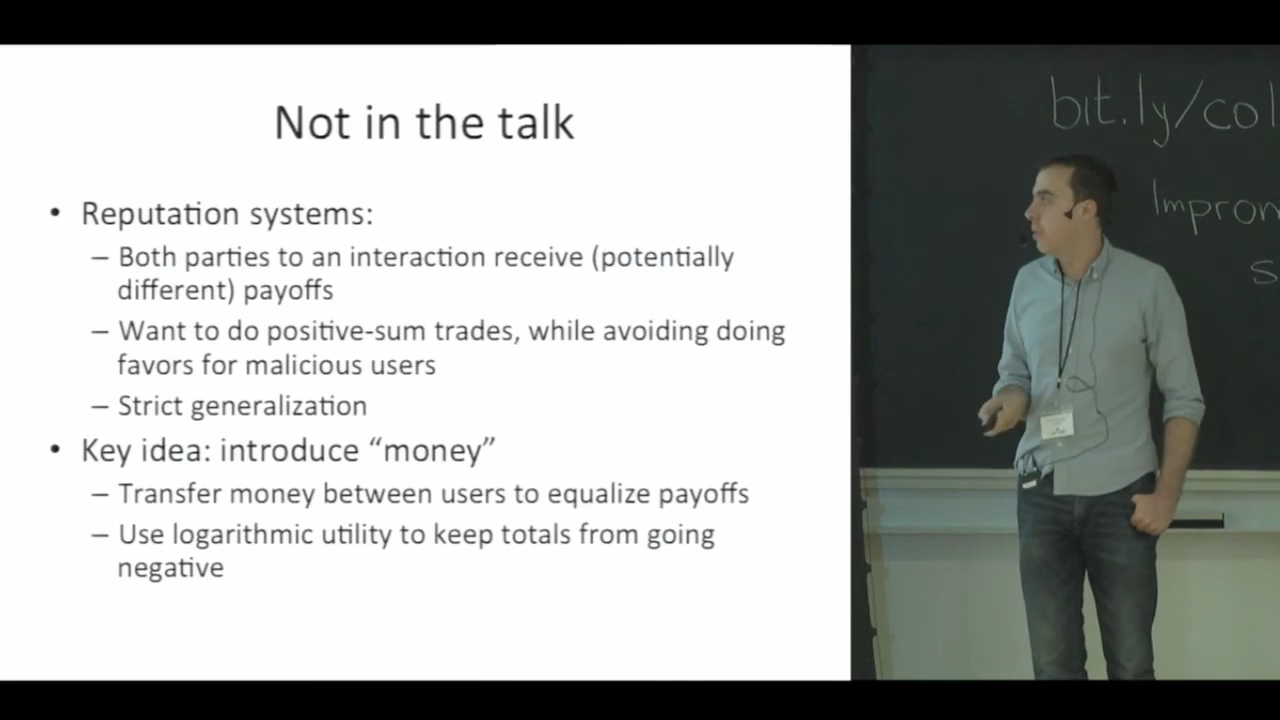 Not in the talk
• Reputation systems:
– Both parties to an interaction receive (potentially
different) payoffs
– Want to do positive-sum trades, while avoiding doing
favors for malicious users
– Strict generalization
• Key idea: introduce “money”
– Transfer money between users to equalize payoffs
– Use logarithmic utility to keep totals from going
negative
bit.ly/col
Impron
s